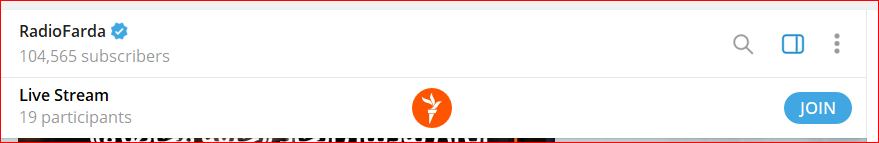 RadioFarda
104,565 subscribers
Live Stream
19 participants
JOIN